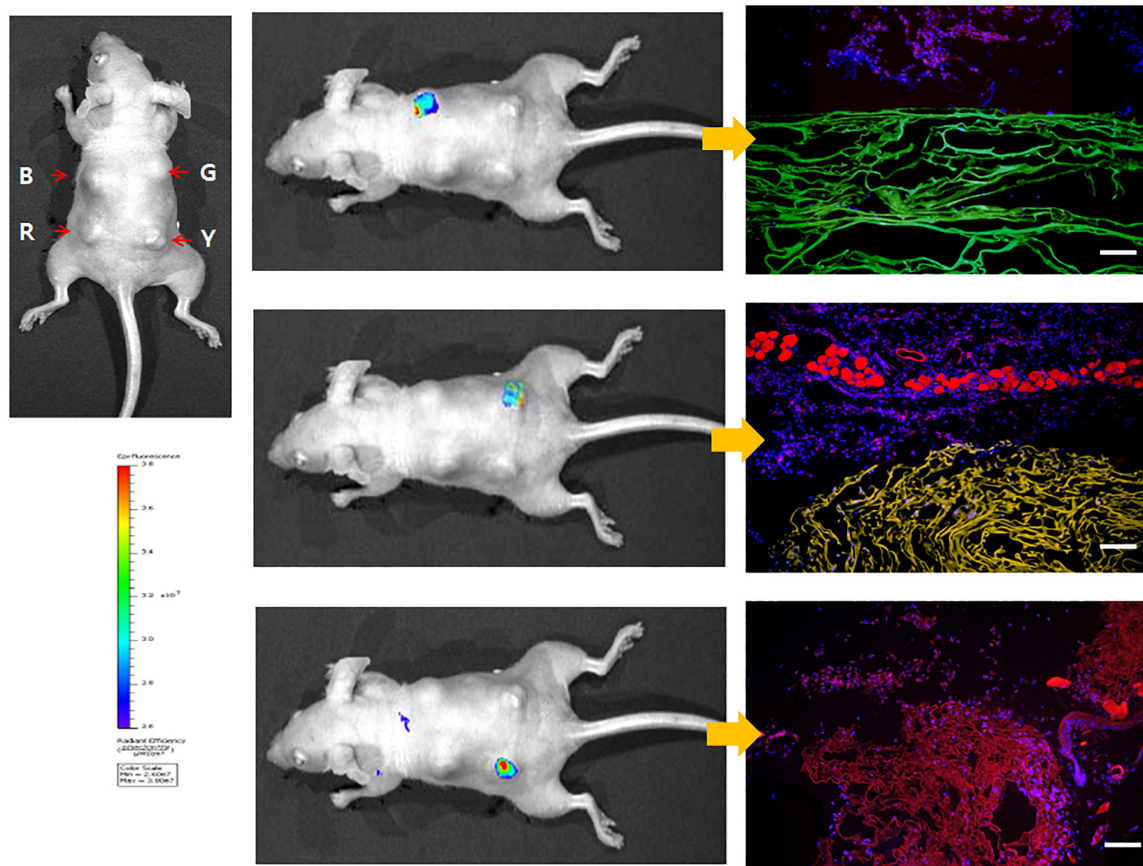 B
G
R
Y
Epi-fluorescence
3.8
3.6
3.4
3.2
x10⁷
3.0
2.8
2.6
Radiant Efficiency
Color Scale
Min = 2.60e7
Max = 3.80e7